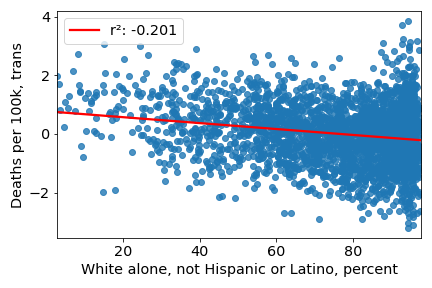 r²: -0.201
Deaths per 100k, trans
4
2
0
−2
20
40
60
80
White alone, not Hispanic or Latino, percent